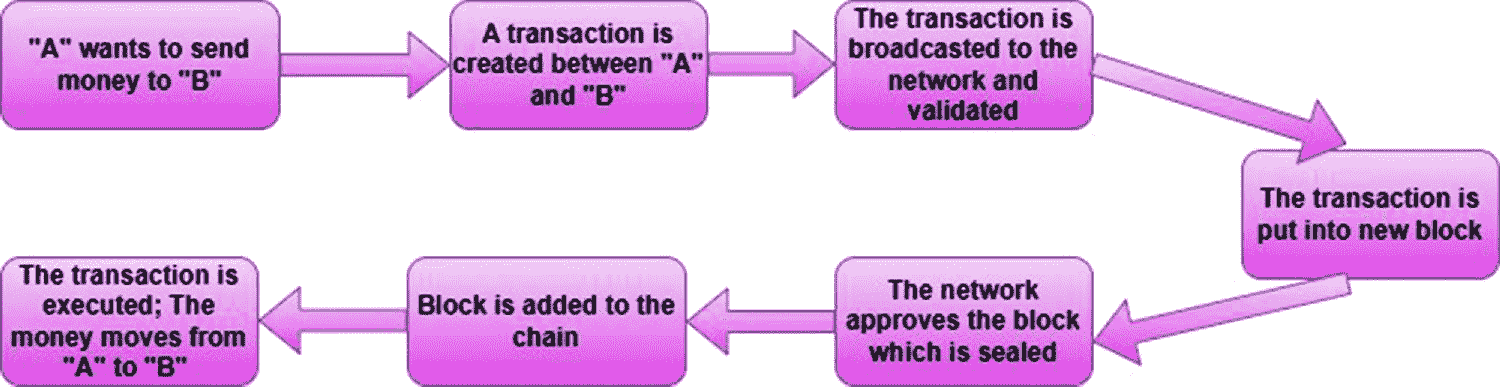 "A" wants to send
money to "B"
A transaction is
created between "A"
and "B"
The transaction is
broadcasted to the
network and
validated
The transaction is
put into new block
The network
approves the block
which is sealed
Block is added to the
chain
The transaction is
executed; The
money moves from
"A" to "B"